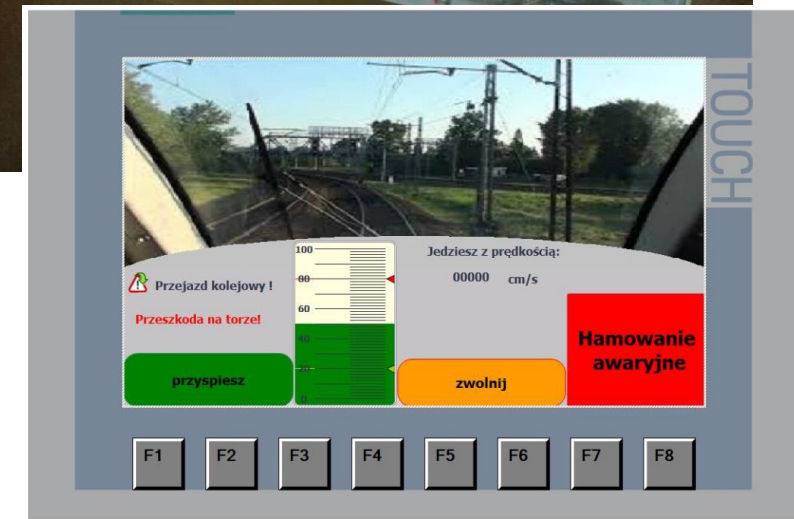 TOUCH
Jedziesz z prędkością:
00000 cm/s
Przejazd kolejowy !
Przeszkoda na torze!
100
80
60
40
20
0
przyspiesz
zwolnij
Hamowanie
awaryjne
F1 F2 F3 F4 F5 F6 F7 F8